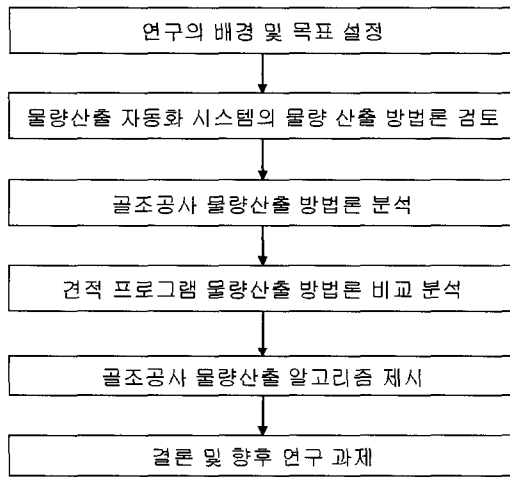 연구의 배경 및 목표 설정
물량산출 자동화 시스템의 물량 산출 방법론 검토
골조공사 물량산출 방법론 분석
견적 프로그램 물량산출 방법론 비교 분석
골조공사 물량산출 알고리즘 제시
결론 및 향후 연구 과제